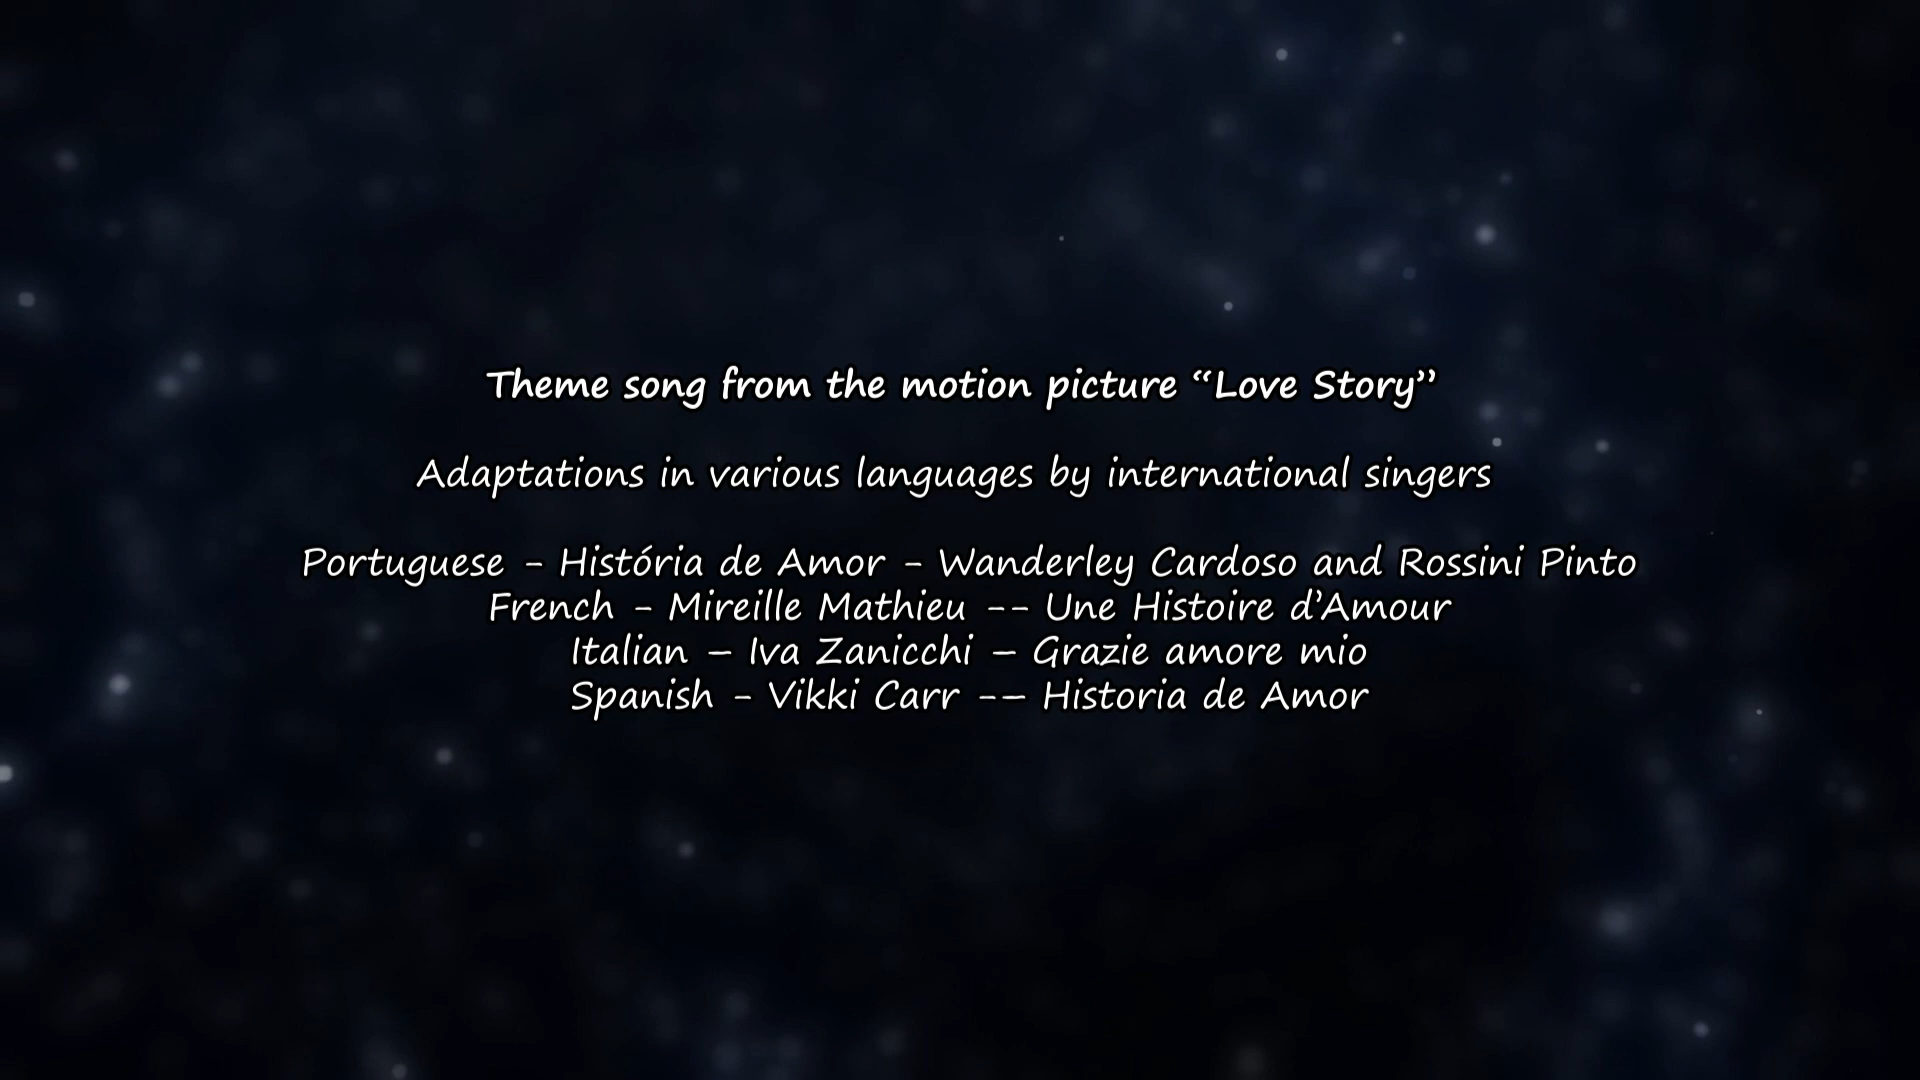 Theme song from the motion picture “Love Story”
Adaptations in various languages by international singers
Portuguese - História de Amor - Wanderley Cardoso and Rossini Pinto
French - Mireille Mathieu -- Une Histoire d’Amour
Italian – Iva Zanicchi – Grazie amore mio
Spanish - Vikki Carr -– Historia de Amor